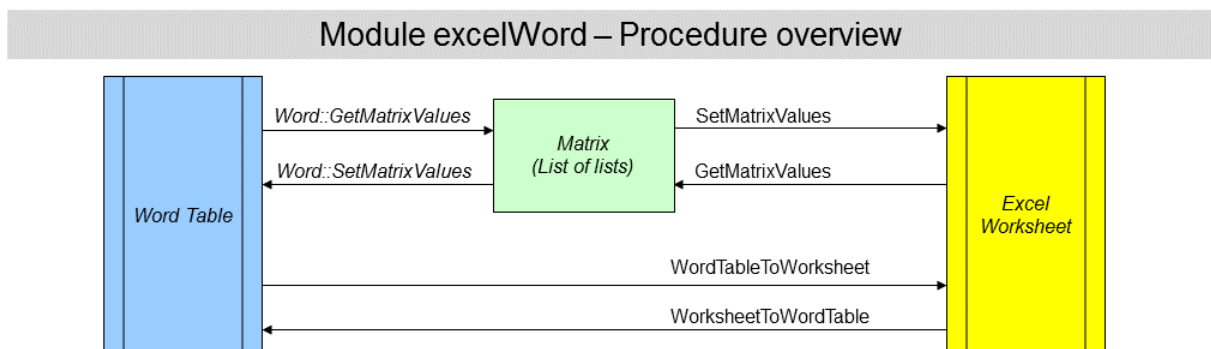 Module excelWord – Procedure overview
Word::GetMatrixValues
SetMatrixValues
Matrix
(List of lists)
Word::SetMatrixValues
GetMatrixValues
Word Table
Excel
Worksheet
WordTableToWorksheet
WorksheetToWordTable